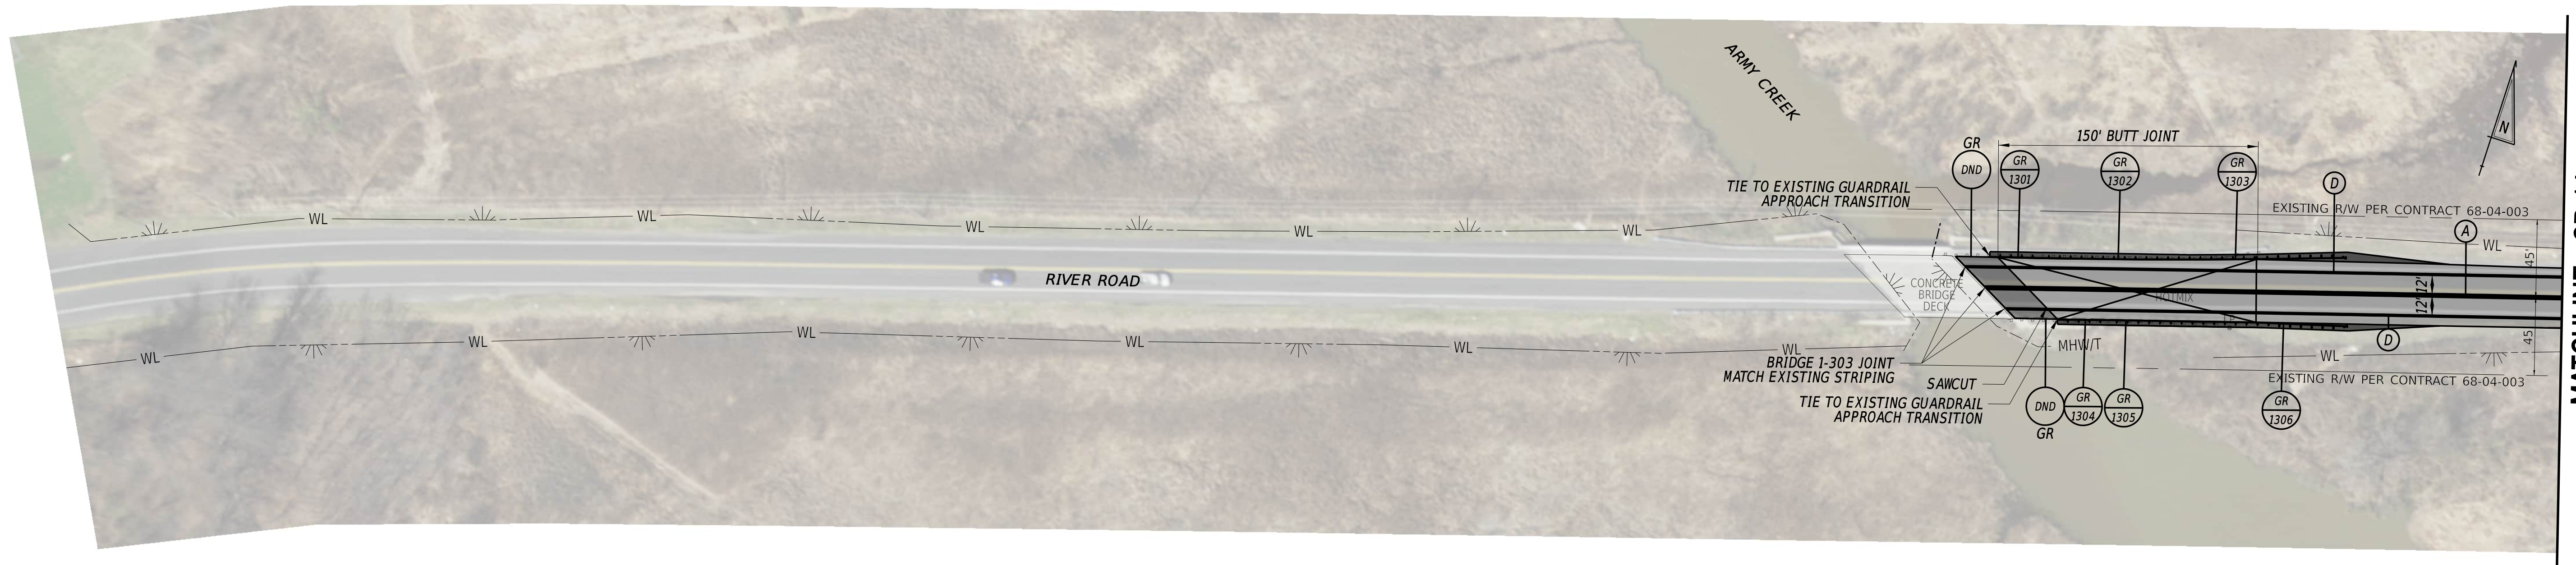 ARMY CREEK
N
150' BUTT JOINT
GR
DND
GR
1301
GR
1302
GR
1303
D
TIE TO EXISTING GUARDRAIL
APPROACH TRANSITION
EXISTING R/W PER CONTRACT 68-04-003
A
WL
WL
WL
WL
WL
WL
WL
45'
RIVER ROAD
CONCRETE
BRIDGE
DECK
HOTMIX
12'
12'
WL
WL
WL
WL
WL
WL
WL
MHW/T
D
45'
BRIDGE 1-303 JOINT
MATCH EXISTING STRIPING
SAWCUT
TIE TO EXISTING GUARDRAIL
APPROACH TRANSITION
EXISTING R/W PER CONTRACT 68-04-003
DND
GR
GR
1304
GR
1305
GR
1306